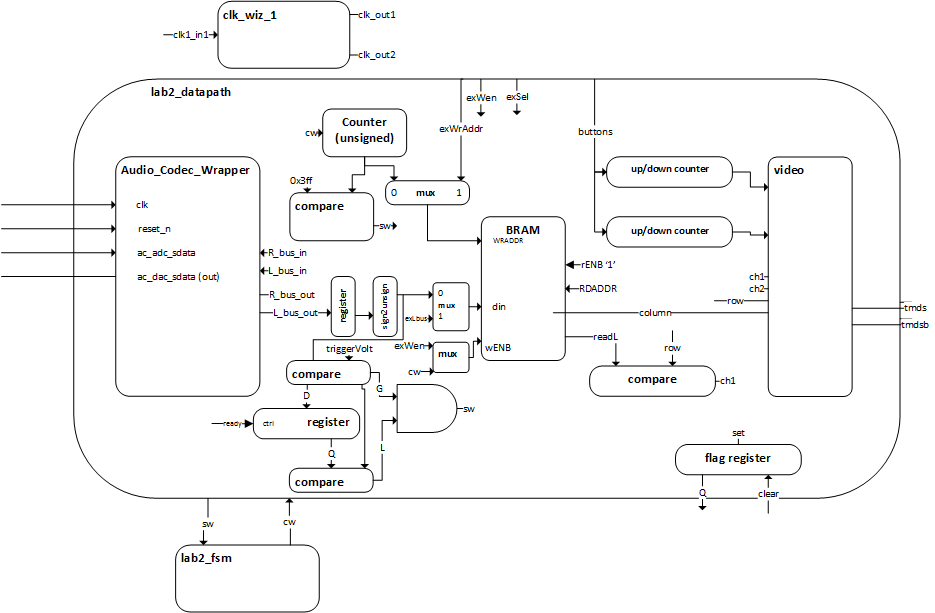 clk_wiz_1
clk_out1
clk1_in1
clk_out2
lab2_datapath
exWen
exSel
Counter
(unsigned)
cw
exWrAddr
buttons
Audio_Codec_Wrapper
up/down counter
video
0x3ff
0
mux
1
compare
clk
sw
reset_n
BRAM
up/down counter
WRADDR
ac_adc_sdata
R_bus_in
rENB '1'
L_bus_in
ac_dac_sdata (out)
ch1
RDADDR
ch2
R_bus_out
register
sign2unsign
0
mux
1
din
row
L_bus_out
exLbus
column
tmds
tmdsb
readL
triggerVolt
exWen
mux
wENB
row
compare
cw
compare
ch1
G
D
sw
ready
ctrl
register
set
L
Q
flag register
compare
Q
clear
sw
cw
lab2_fsm